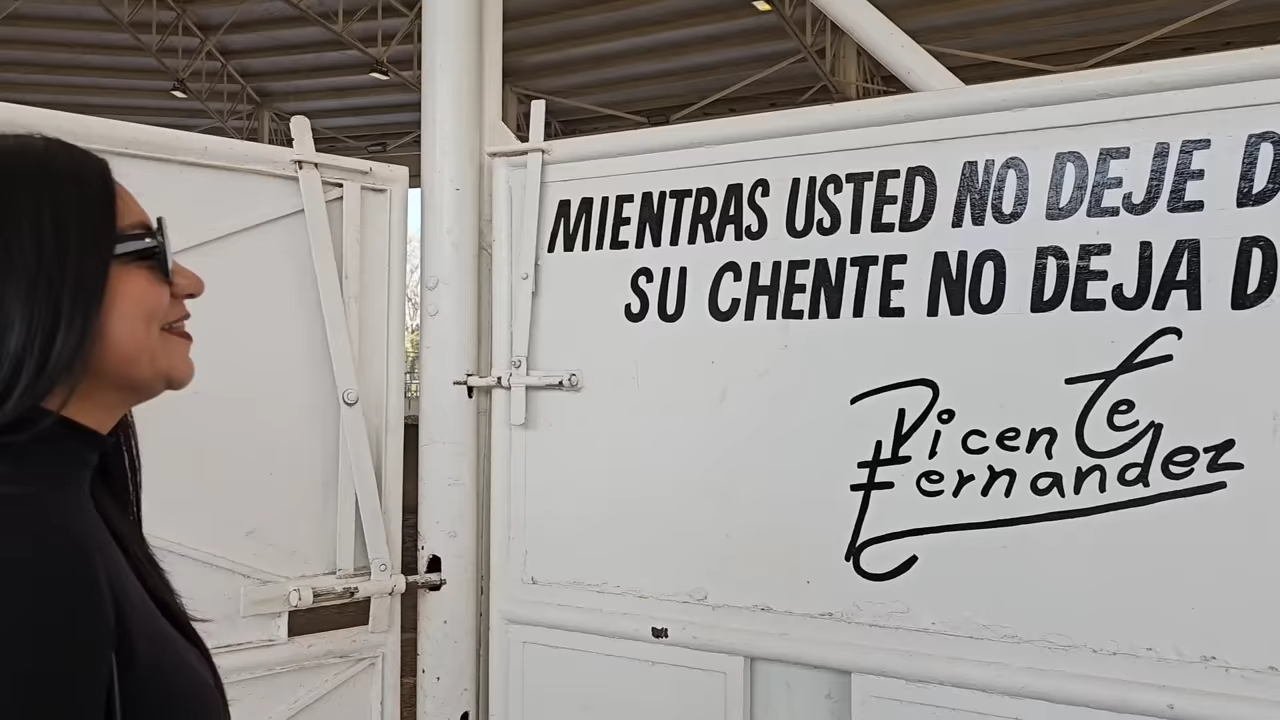 MIENTRAS USTED NO DEJE D
SU CHENTE NO DEJA D
Vicente
Fernandez